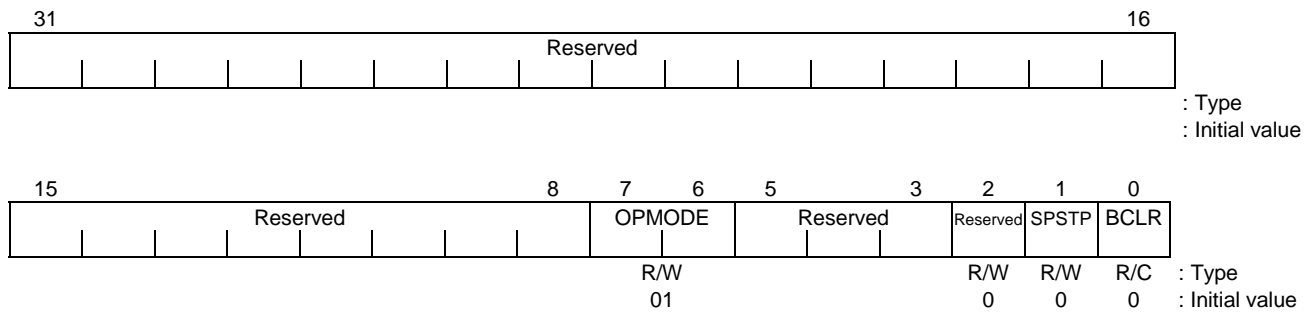 31 16
Reserved
: Type
: Initial value
15 8 7 6 5 3 2 1 0
Reserved OPMODE Reserved Reserved SPSTP BCLR
R/W R/W R/W R/C : Type
01 0 0 0 : Initial value